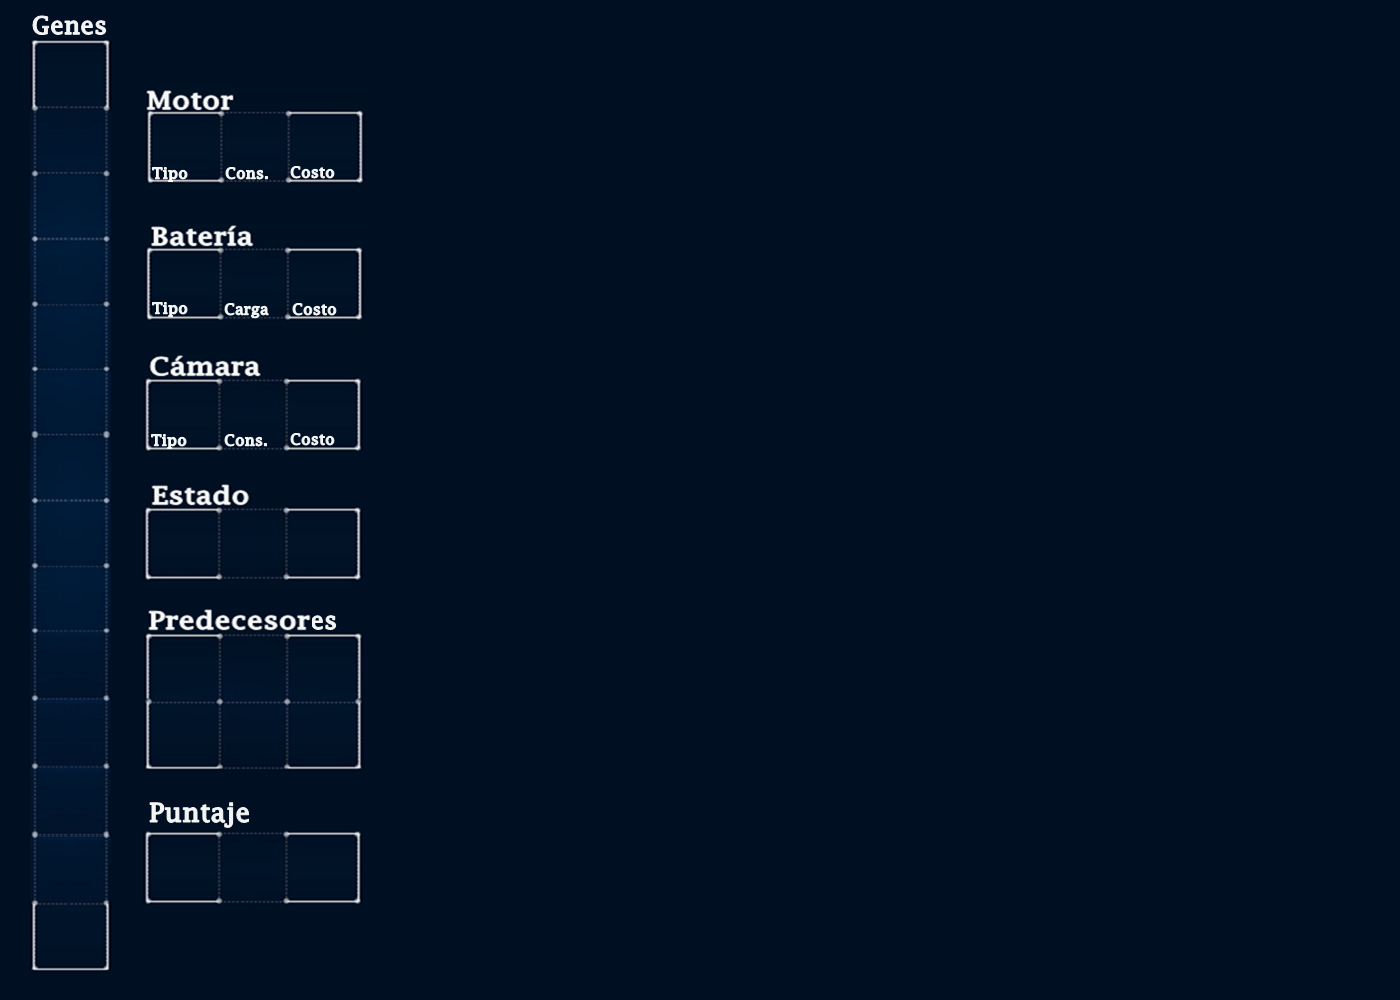 Genes
Motor
Tipo Cons. Costo
Batería
Tipo Carga Costo
Cámara
Tipo Cons. Costo
Estado
Predecesores
Puntaje